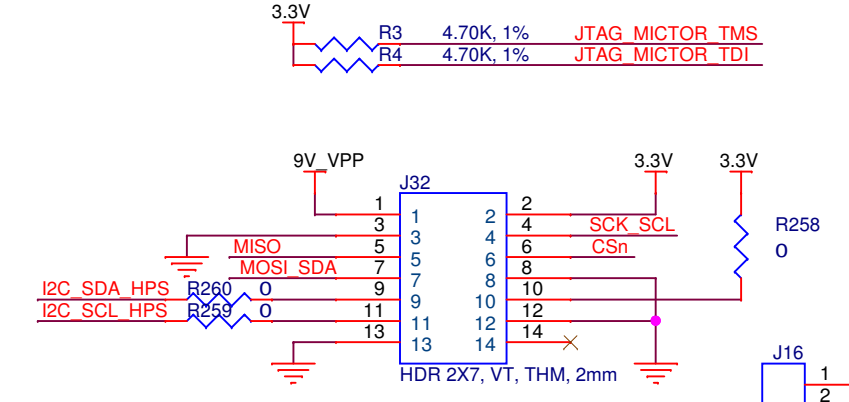 3.3V
R3 4.70K, 1% JTAG_MICTOR_TMS
R4 4.70K, 1% JTAG_MICTOR_TDI
9V_VPP 3.3V 3.3V
J32
1 1 2 2
3 3 4 4 SCK_SCL R258
MISO 5 5 6 6 CSn 0
MOSI_SDA 7 7 8 8
I2C_SDA_HPS R260 0 9 9 10 10
I2C_SCL_HPS R259 0 11 11 12 12
13 13 14 14
HDR 2X7, VT, THM, 2mm
J16
1
2